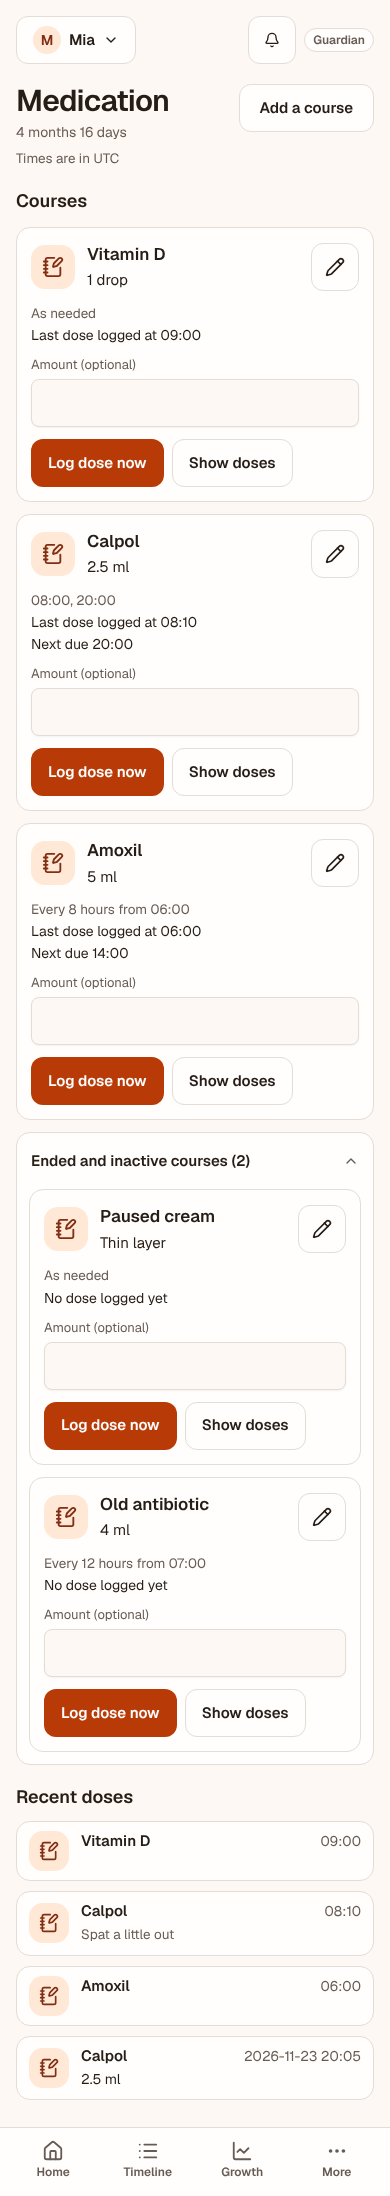 M Mia
Guardian
Medication
Add a course
4 months 16 days
Times are in UTC
Courses
Vitamin D
1 drop
As needed
Last dose logged at 09:00
Amount (optional)
Log dose now
Show doses
Calpol
2.5 ml
08:00, 20:00
Last dose logged at 08:10
Next due 20:00
Amount (optional)
Log dose now
Show doses
Amoxil
5 ml
Every 8 hours from 06:00
Last dose logged at 06:00
Next due 14:00
Amount (optional)
Log dose now
Show doses
Ended and inactive courses (2)
Paused cream
Thin layer
As needed
No dose logged yet
Amount (optional)
Log dose now
Show doses
Old antibiotic
4 ml
Every 12 hours from 07:00
No dose logged yet
Amount (optional)
Log dose now
Show doses
Recent doses
Vitamin D 09:00
Calpol 08:10
Spat a little out
Amoxil 06:00
Calpol 2026-11-23 20:05
2.5 ml
Home Timeline Growth More